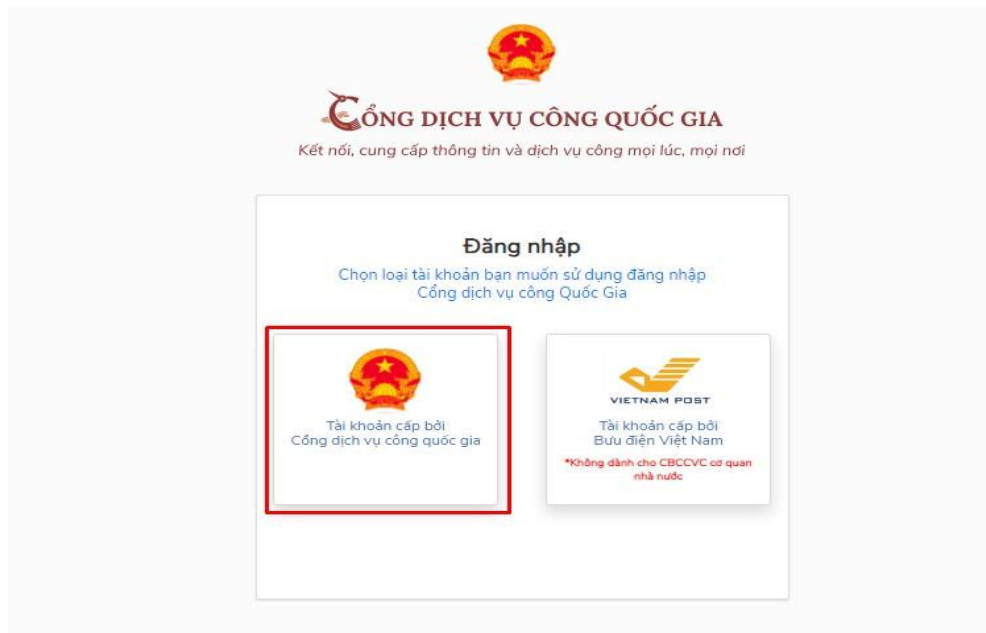 CỔNG DỊCH VỤ CÔNG QUỐC GIA
Kết nối, cung cấp thông tin và dịch vụ công mọi lúc, mọi nơi
Đăng nhập
Chọn loại tài khoản bạn muốn sử dụng đăng nhập
Cổng dịch vụ công Quốc Gia
Tài khoản cấp bởi
Cổng dịch vụ công quốc gia
VIETNAM POST
Tài khoản cấp bởi
Bưu điện Việt Nam
*Không dành cho CBCCVC cơ quan
nhà nước